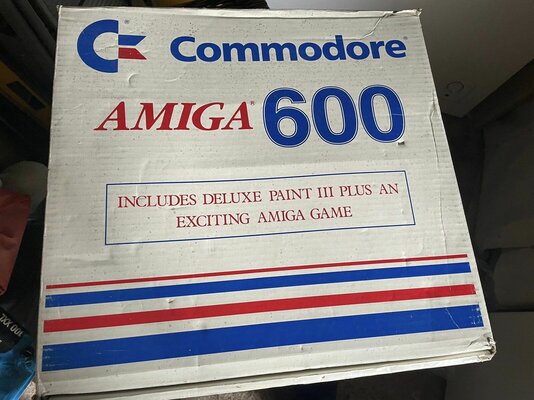 Commodore®
AMIGA® 600
INCLUDES DELUXE PAINT III PLUS AN
EXCITING AMIGA GAME